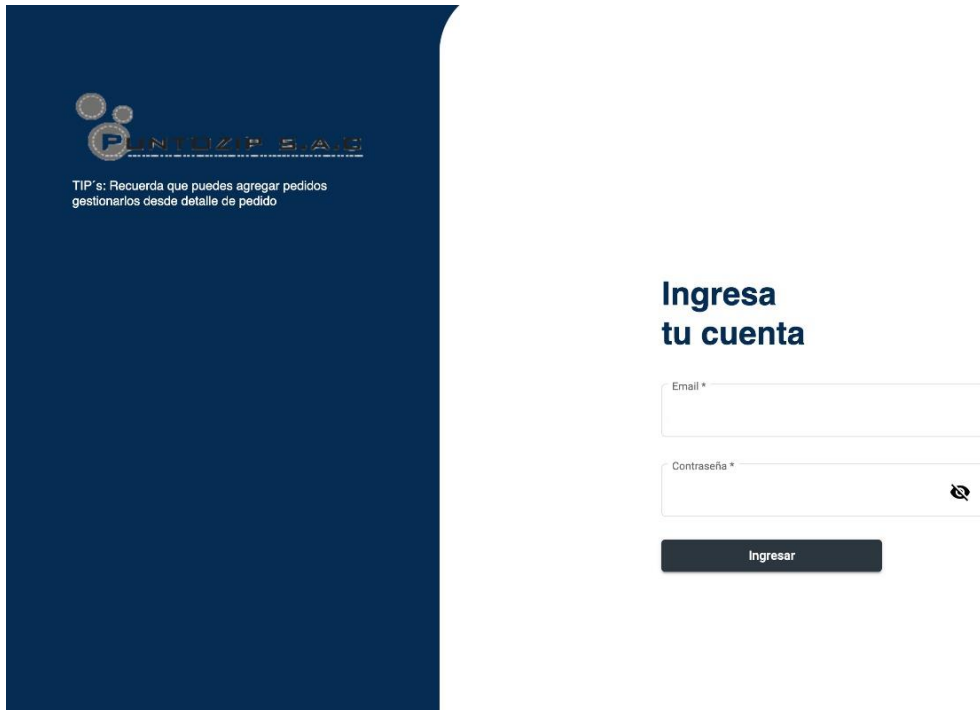 PUNTOZIP S.A.C
TIP´s: Recuerda que puedes agregar pedidos
gestionarlos desde detalle de pedido
Ingresa
tu cuenta
Email *
Contraseña *
Ingresar